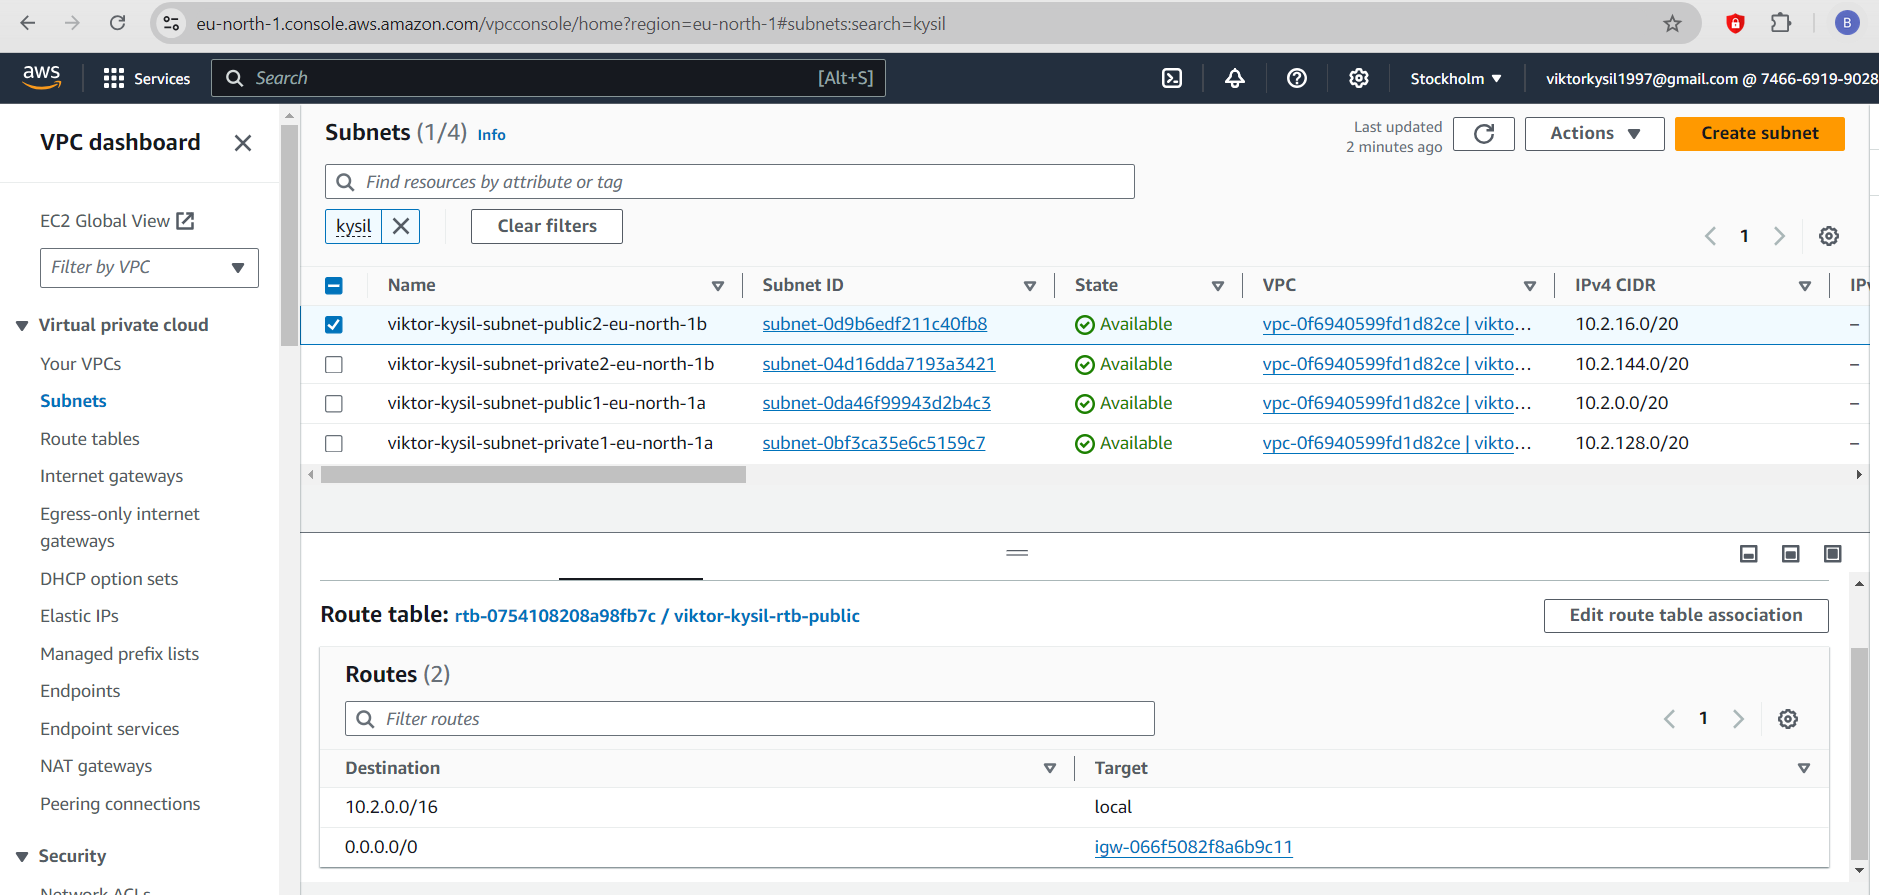 eu-north-1.console.aws.amazon.com/vpcconsole/home?region=eu-north-1#subnets:search=kysil
B
aws
Services
Search
[Alt+S]
Stockholm
viktorkysil1997@gmail.com @ 7466-6919-9028
VPC dashboard
EC2 Global View
Filter by VPC
Virtual private cloud
Your VPCs
Subnets
Route tables
Internet gateways
Egress-only internet
gateways
DHCP option sets
Elastic IPs
Managed prefix lists
Endpoints
Endpoint services
NAT gateways
Peering connections
Security
Network ACLs
Subnets (1/4) Info
Last updated
2 minutes ago
Actions
Create subnet
Find resources by attribute or tag
kysil
Clear filters
1
Name Subnet ID State VPC IPv4 CIDR IPv
viktor-kysil-subnet-public2-eu-north-1b subnet-0d9b6edf211c40fb8 Available vpc-0f6940599fd1d82ce | vikto... 10.2.16.0/20 –
viktor-kysil-subnet-private2-eu-north-1b subnet-04d16dda7193a3421 Available vpc-0f6940599fd1d82ce | vikto... 10.2.144.0/20 –
viktor-kysil-subnet-public1-eu-north-1a subnet-0da46f99943d2b4c3 Available vpc-0f6940599fd1d82ce | vikto... 10.2.0.0/20 –
viktor-kysil-subnet-private1-eu-north-1a subnet-0bf3ca35e6c5159c7 Available vpc-0f6940599fd1d82ce | vikto... 10.2.128.0/20 –
Route table: rtb-0754108208a98fb7c / viktor-kysil-rtb-public
Edit route table association
Routes (2)
Filter routes
1
Destination Target
10.2.0.0/16 local
0.0.0.0/0 igw-066f5082f8a6b9c11